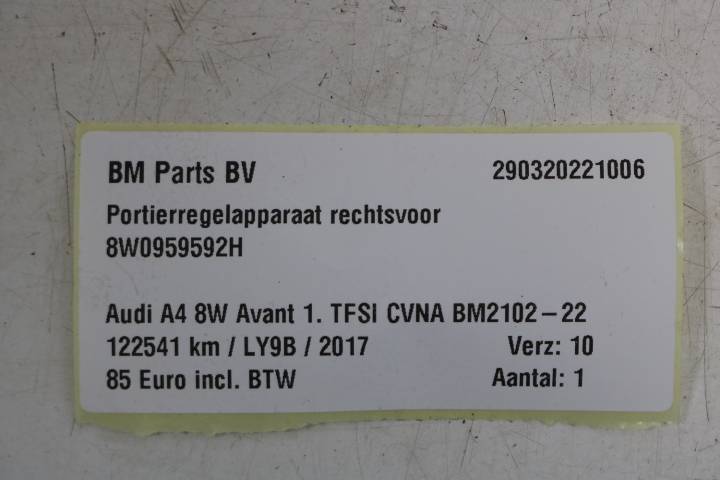 BM Parts BV 290320221006
Portierregelapparaat rechtsvoor
8W0959592H
Audi A4 8W Avant 1. TFSI CVNA BM2102-22
122541 km / LY9B / 2017 Verz: 10
85 Euro incl. BTW Aantal: 1